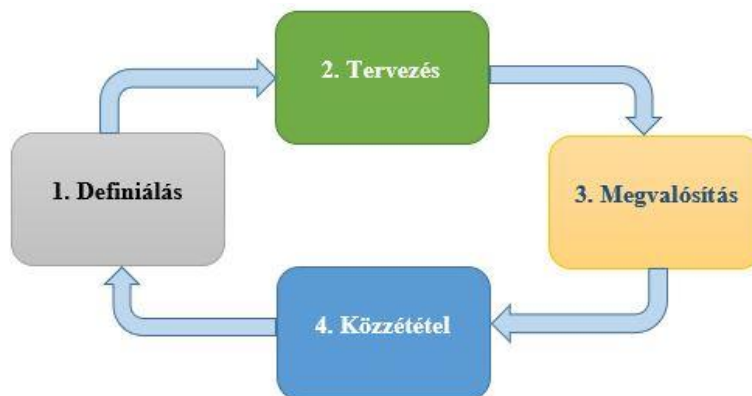 1. Definiálás
2. Tervezés
3. Megvalósítás
4. Közzététel